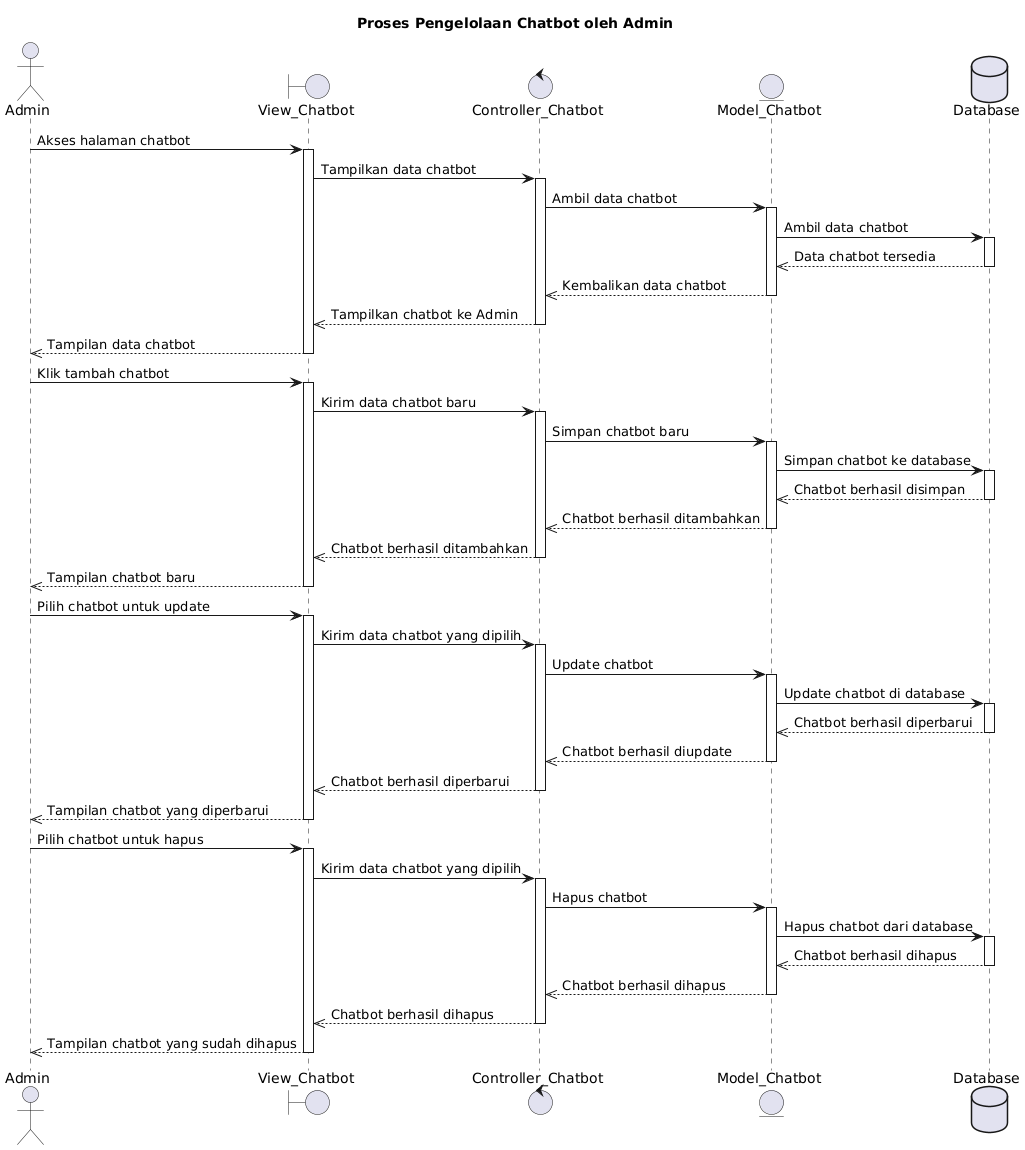 Proses Pengelolaan Chatbot oleh Admin
Admin
View_Chatbot
Controller_Chatbot
Model_Chatbot
Database
Akses halaman chatbot
Tampilkan data chatbot
Ambil data chatbot
Ambil data chatbot
Data chatbot tersedia
Kembalikan data chatbot
Tampilkan chatbot ke Admin
Tampilan data chatbot
Klik tambah chatbot
Kirim data chatbot baru
Simpan chatbot baru
Simpan chatbot ke database
Chatbot berhasil disimpan
Chatbot berhasil ditambahkan
Chatbot berhasil ditambahkan
Tampilan chatbot baru
Pilih chatbot untuk update
Kirim data chatbot yang dipilih
Update chatbot
Update chatbot di database
Chatbot berhasil diperbarui
Chatbot berhasil diupdate
Chatbot berhasil diperbarui
Tampilan chatbot yang diperbarui
Pilih chatbot untuk hapus
Kirim data chatbot yang dipilih
Hapus chatbot
Hapus chatbot dari database
Chatbot berhasil dihapus
Chatbot berhasil dihapus
Chatbot berhasil dihapus
Tampilan chatbot yang sudah dihapus
Admin
View_Chatbot
Controller_Chatbot
Model_Chatbot
Database